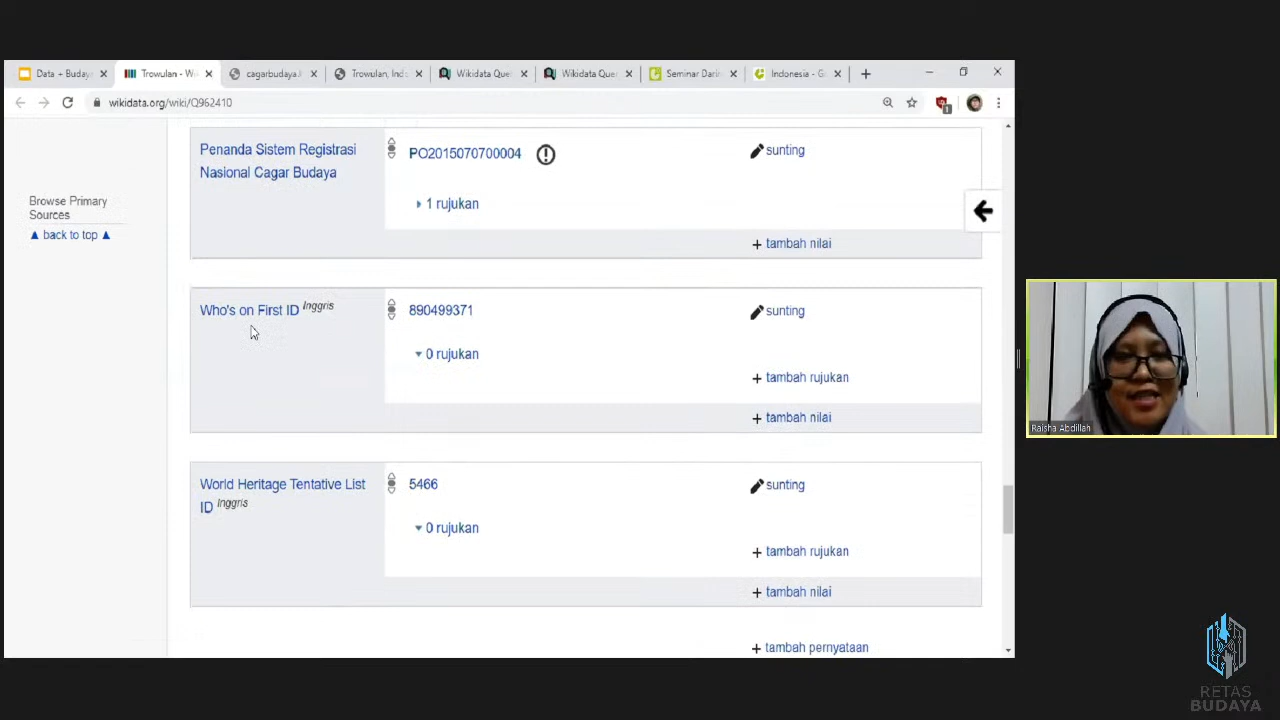 Data + Buday
Trowulan - Wi
cagarbudaya.k
Trowulan, Ind
Wikidata Que
Wikidata Quer
Seminar Darin
Indonesia - G
wikidata.org/wiki/Q962410
Browse Primary
Sources
▲ back to top ▲
Penanda Sistem Registrasi
Nasional Cagar Budaya
PO2015070700004
sunting
1 rujukan
+ tambah nilai
Who's on First ID Inggris
890499371
sunting
0 rujukan
+ tambah rujukan
+ tambah nilai
World Heritage Tentative List
ID Inggris
5466
sunting
0 rujukan
+ tambah rujukan
+ tambah nilai
+ tambah pernyataan
Raisha Abdillah
RETAS
BUDAYA